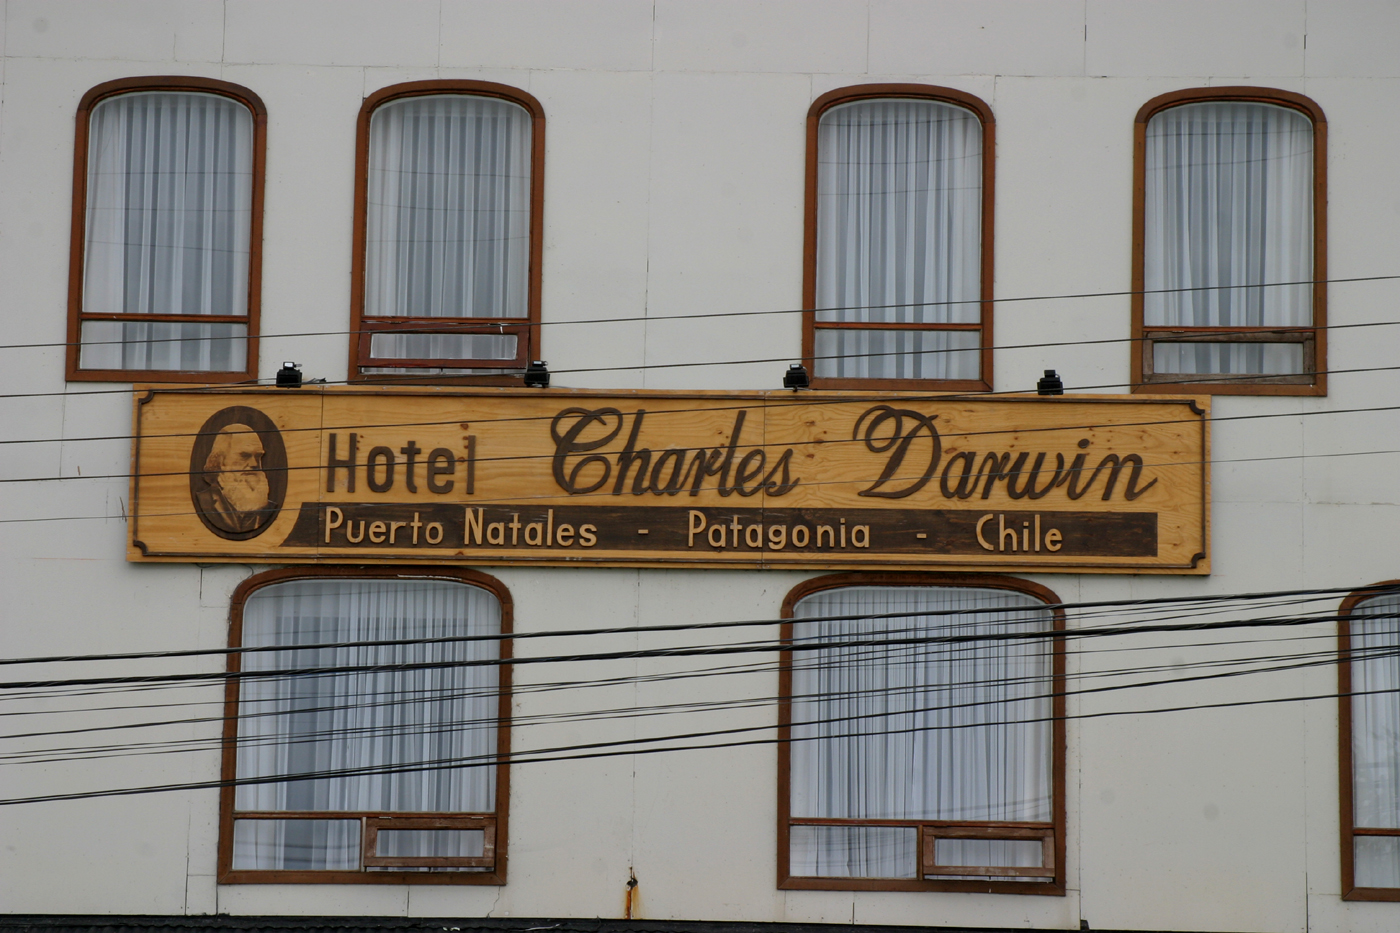 Hotel Charles Darwin
Puerto Natales - Patagonia - Chile